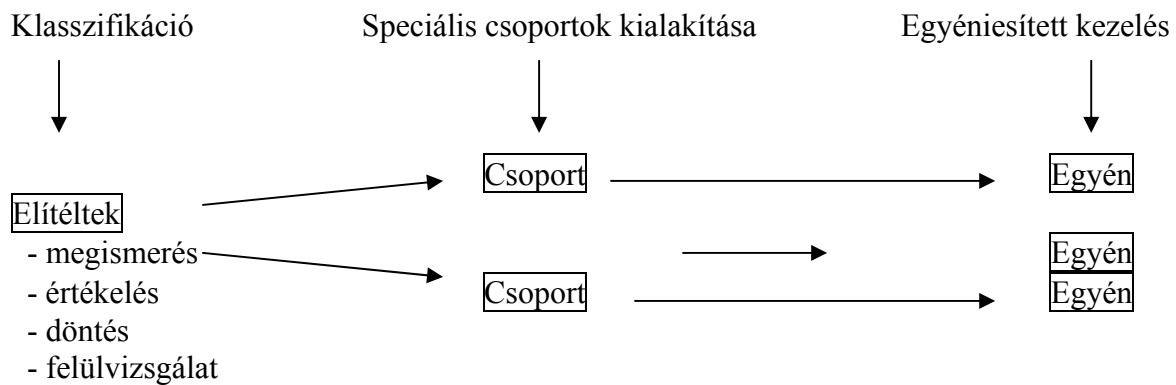 Klasszifikáció Speciális csoportok kialakítása Egyéniesített kezelés
Csoport Egyén
Elítéltek
- megismerés Egyén
- értékelés Csoport Egyén
- döntés
- felülvizsgálat